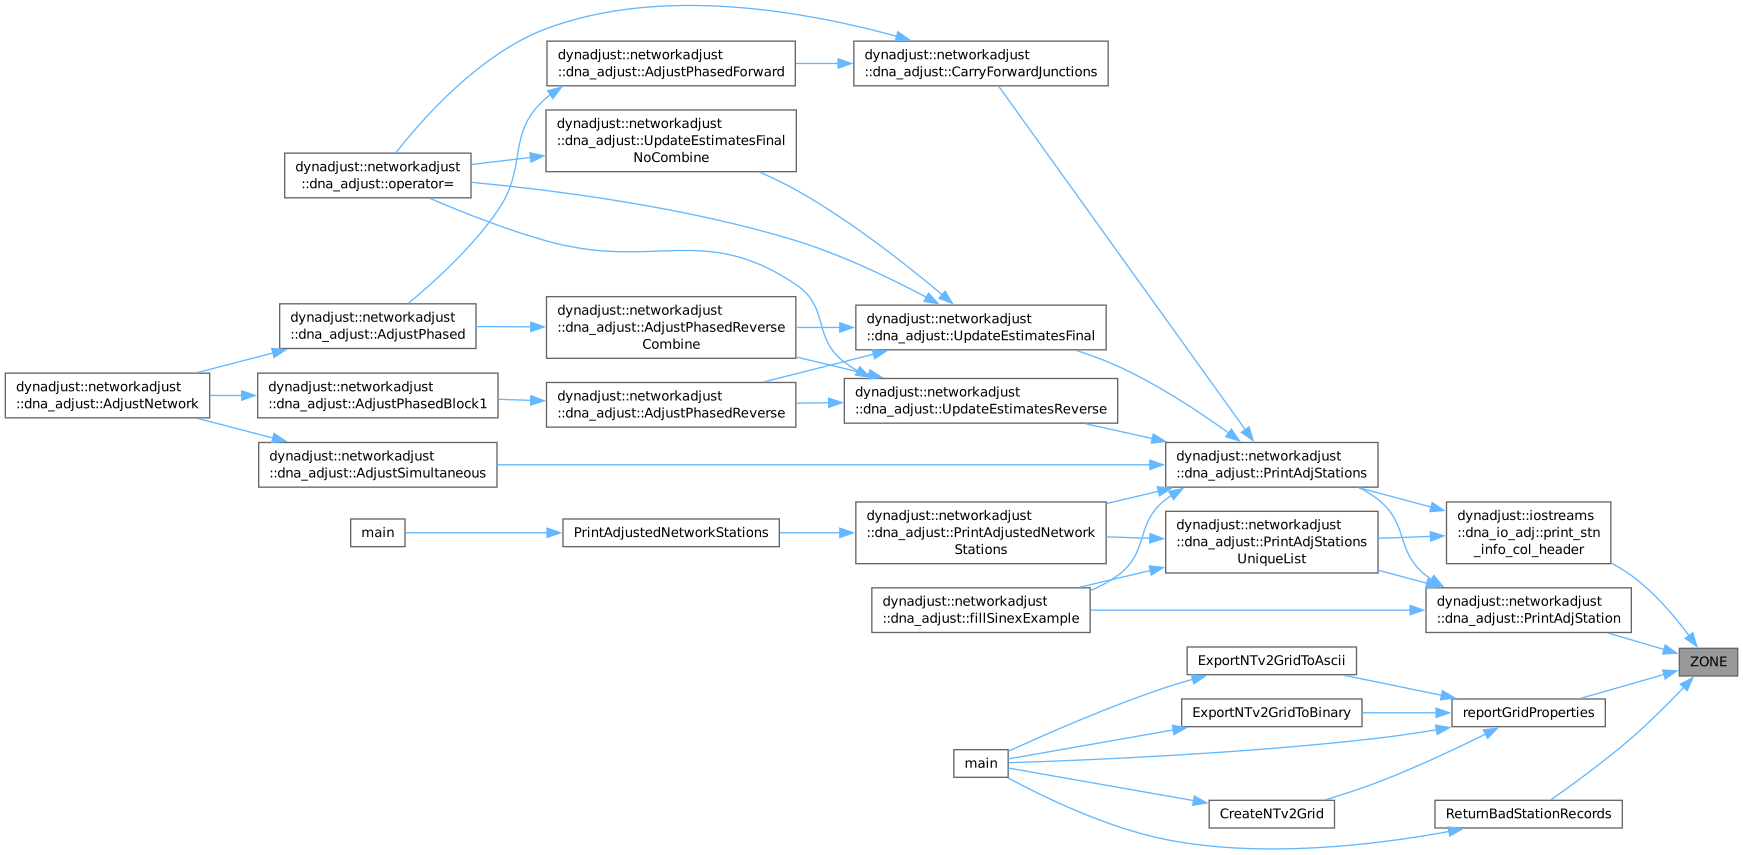 dynadjust::networkadjust
::dna_adjust::AdjustPhasedForward
dynadjust::networkadjust
::dna_adjust::CarryForwardJunctions
dynadjust::networkadjust
::dna_adjust::UpdateEstimatesFinal
NoCombine
dynadjust::networkadjust
::dna_adjust::operator=
dynadjust::networkadjust
::dna_adjust::AdjustPhased
dynadjust::networkadjust
::dna_adjust::AdjustPhasedReverse
Combine
dynadjust::networkadjust
::dna_adjust::UpdateEstimatesFinal
dynadjust::networkadjust
::dna_adjust::AdjustNetwork
dynadjust::networkadjust
::dna_adjust::AdjustPhasedBlock1
dynadjust::networkadjust
::dna_adjust::AdjustPhasedReverse
dynadjust::networkadjust
::dna_adjust::UpdateEstimatesReverse
dynadjust::networkadjust
::dna_adjust::AdjustSimultaneous
dynadjust::networkadjust
::dna_adjust::PrintAdjStations
main
PrintAdjustedNetworkStations
dynadjust::networkadjust
::dna_adjust::PrintAdjustedNetwork
Stations
dynadjust::networkadjust
::dna_adjust::PrintAdjStations
UniqueList
dynadjust::iostreams
::dna_io_adj::print_stn
_info_col_header
dynadjust::networkadjust
::dna_adjust::fillSinexExample
dynadjust::networkadjust
::dna_adjust::PrintAdjStation
ZONE
ExportNTv2GridToAscii
ExportNTv2GridToBinary
reportGridProperties
main
CreateNTv2Grid
ReturnBadStationRecords